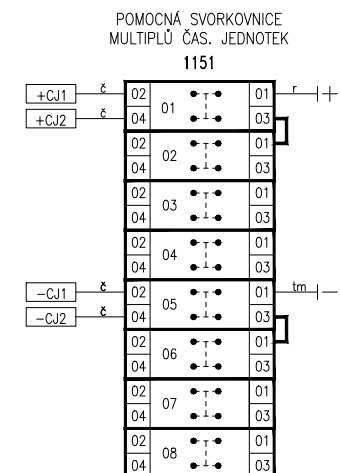 POMOCNÁ SVORKOVNICE
MULTIPLŮ ČAS. JEDNOTEK
1151
+CJ1 č 02 01 01 r +
+CJ2 č 04 03
02 02 01
04 03
02 03 01
04 03
02 04 01
04 03
-CJ1 č 02 05 01 tm -
-CJ2 č 04 03
02 06 01
04 03
02 07 01
04 03
02 08 01
04 03